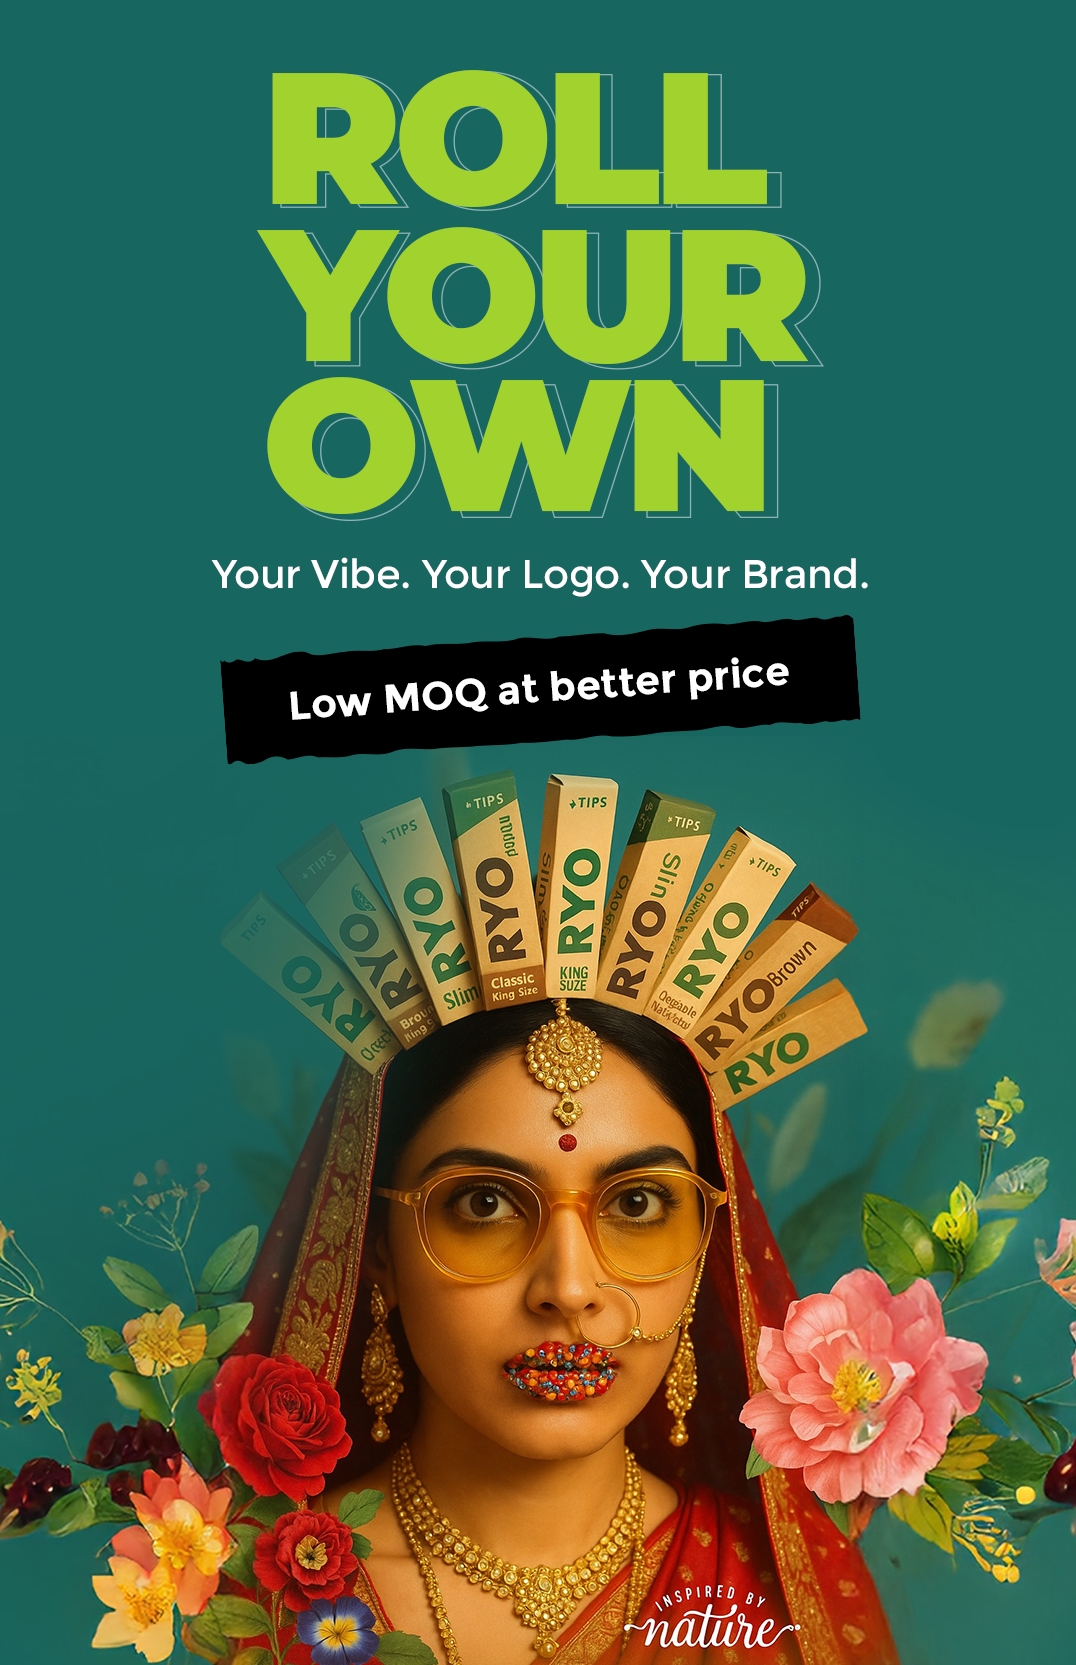 ROLL
YOUR
OWN
Your Vibe. Your Logo. Your Brand.
Low MOQ at better price
TIPS
RYO
TIPS
RYO
TIPS
RYO
Slim
TIPS
RYO
Classic
King Size
TIPS
RYO
KING
SUZE
TIPS
RYO
Slin
TIPS
RYO
TIPS
RYO
Brown
RYO
INSPIRED BY
nature